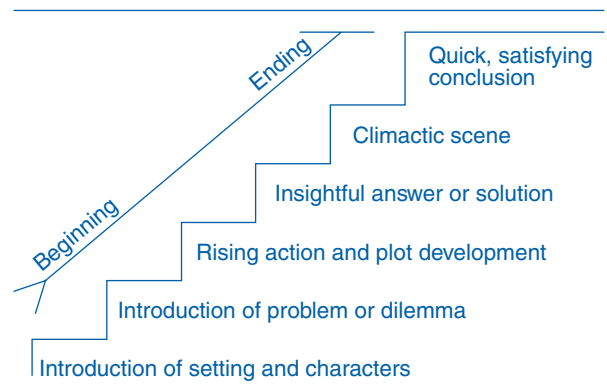 Ending
Quick, satisfying
conclusion
Climactic scene
Insightful answer or solution
Beginning
Rising action and plot development
Introduction of problem or dilemma
Introduction of setting and characters